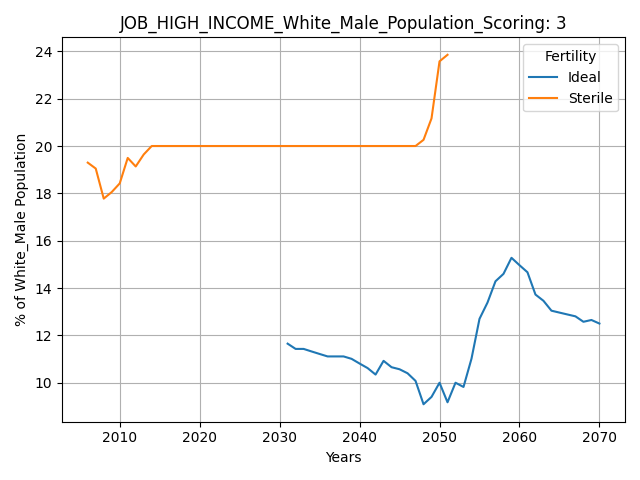 JOB_HIGH_INCOME_White_Male_Population_Scoring: 3
24
22
20
18
16
14
12
10
% of White_Male Population
Fertility
Ideal
Sterile
2010 2020 2030 2040 2050 2060 2070
Years